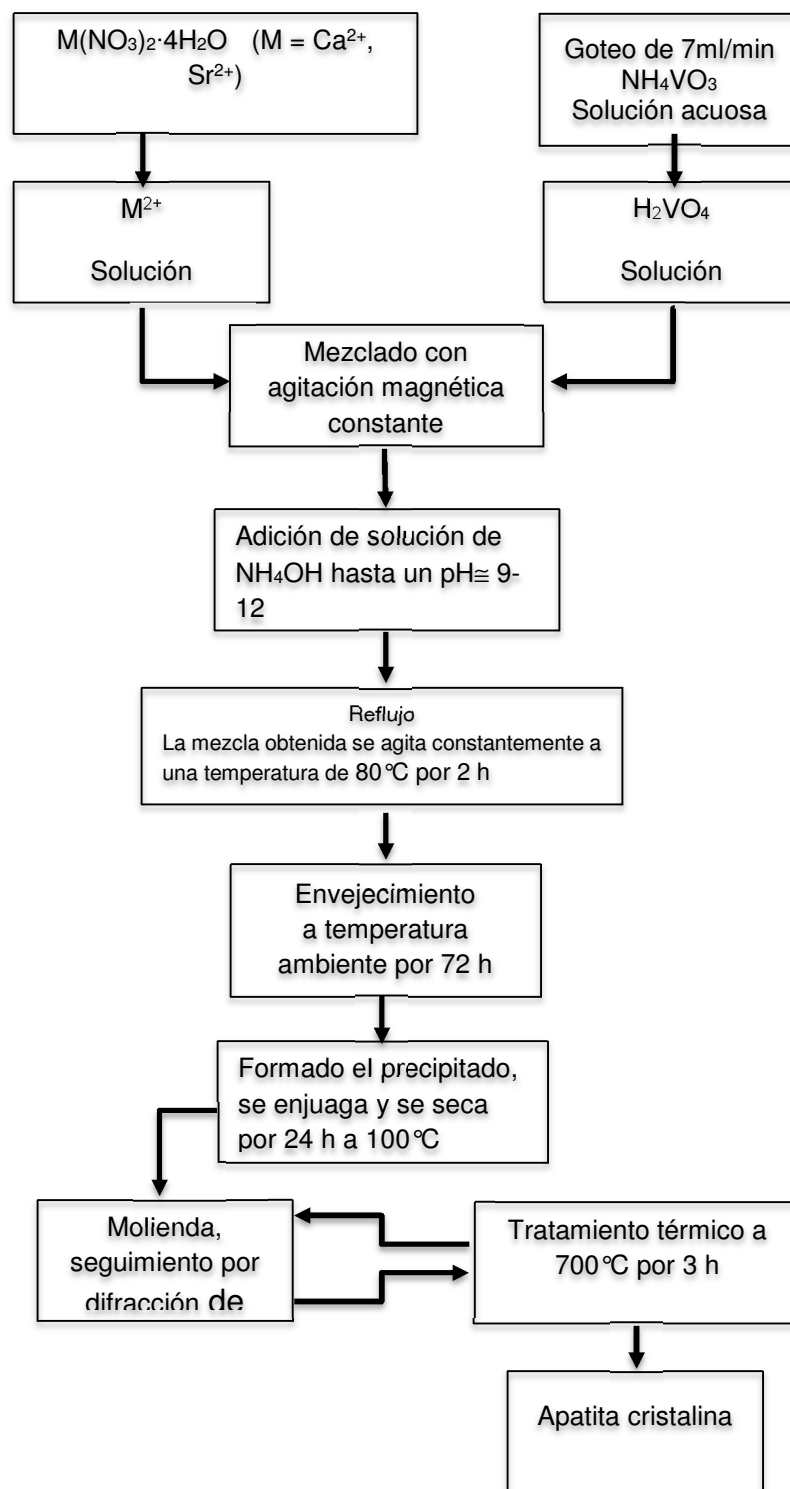 M(NO₃)₂·4H₂O (M = Ca²⁺,
Sr²⁺)
Goteo de 7ml/min
NH₄VO₃
Solución acuosa
M²⁺
Solución
H₂VO₄
Solución
Mezclado con
agitación magnética
constante
Adición de solución de
NH₄OH hasta un pH≅ 9-
12
Reflujo
La mezcla obtenida se agita constantemente a
una temperatura de 80°C por 2 h
Envejecimiento
a temperatura
ambiente por 72 h
Formado el precipitado,
se enjuaga y se seca
por 24 h a 100°C
Molienda,
seguimiento por
difracción de
Tratamiento térmico a
700°C por 3 h
Apatita cristalina